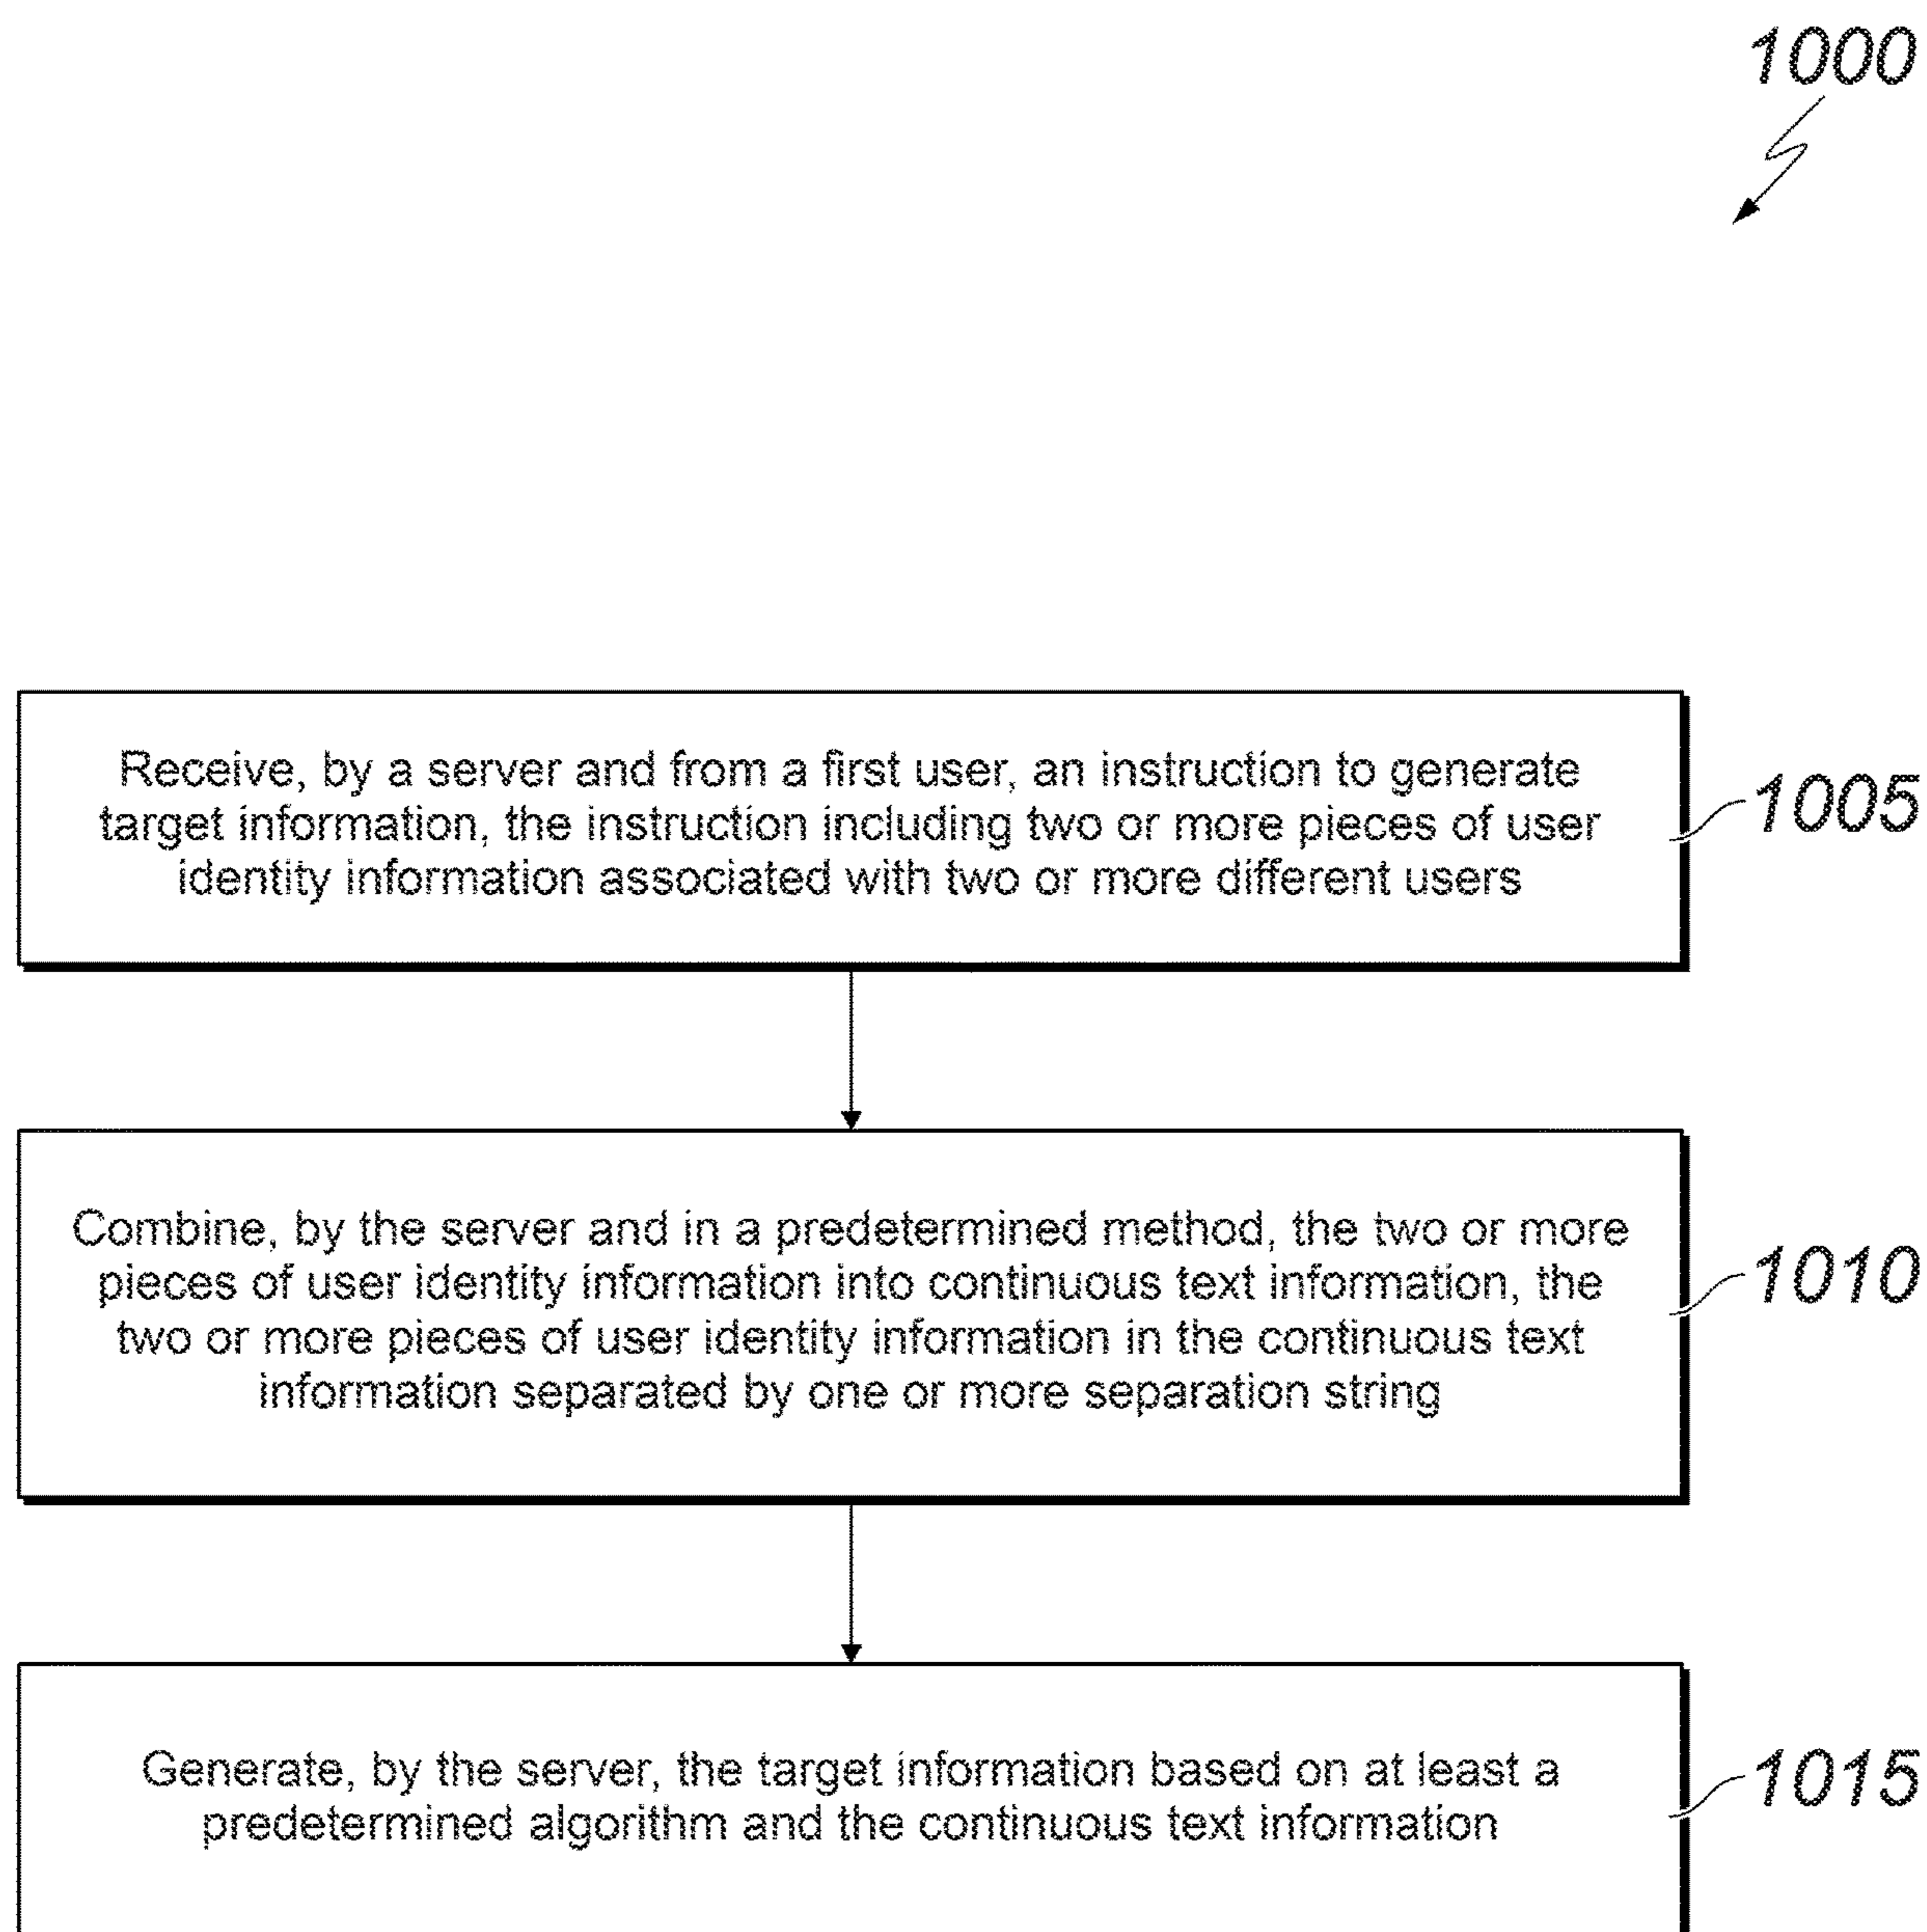 1000
Receive, by a server and from a first user, an instruction to generate
target information, the instruction including two or more pieces of user
identity information associated with two or more different users
1005
Combine, by the server and in a predetermined method, the two or more
pieces of user identity information into continuous text information, the
two or more pieces of user identity information in the continuous text
information separated by one or more separation string
1010
Generate, by the server, the target information based on at least a
predetermined algorithm and the continuous text information
1015